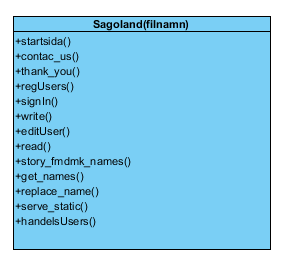 Sagoland(filnamn)
+startsida()
+contac_us()
+thank_you()
+regUsers()
+signIn()
+write()
+editUser()
+read()
+story_fmdmk_names()
+get_names()
+replace_name()
+serve_static()
+handelsUsers()